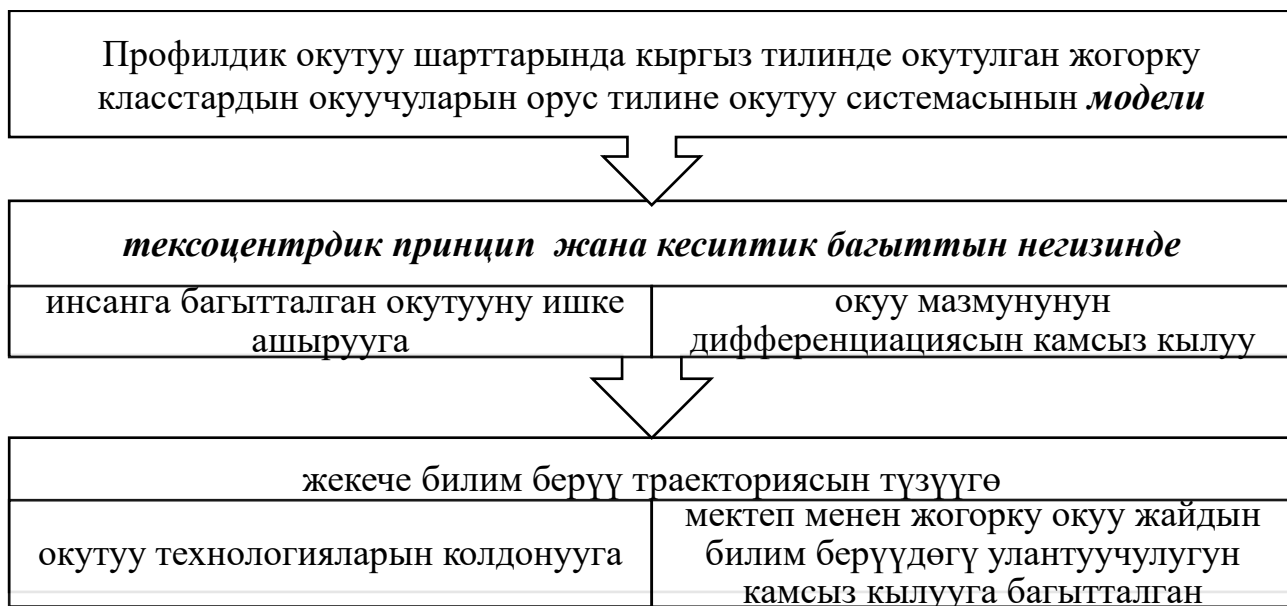 Профилдик окутуу шарттарында кыргыз тилинде окутулган жогорку
класстардын окуучуларын орус тилине окутуу системасынын модели
тексоцентрдик принцип жана кесиптик багыттын негизинде
инсанга багытталган окутууну ишке
ашырууга
окуу мазмунунун
дифференциациясын камсыз кылуу
жекече билим берүү траекториясын түзүүгө
окутуу технологияларын колдонууга
мектеп менен жогорку окуу жайдын
билим берүүдөгү улантуучулугун
камсыз кылууга багытталган